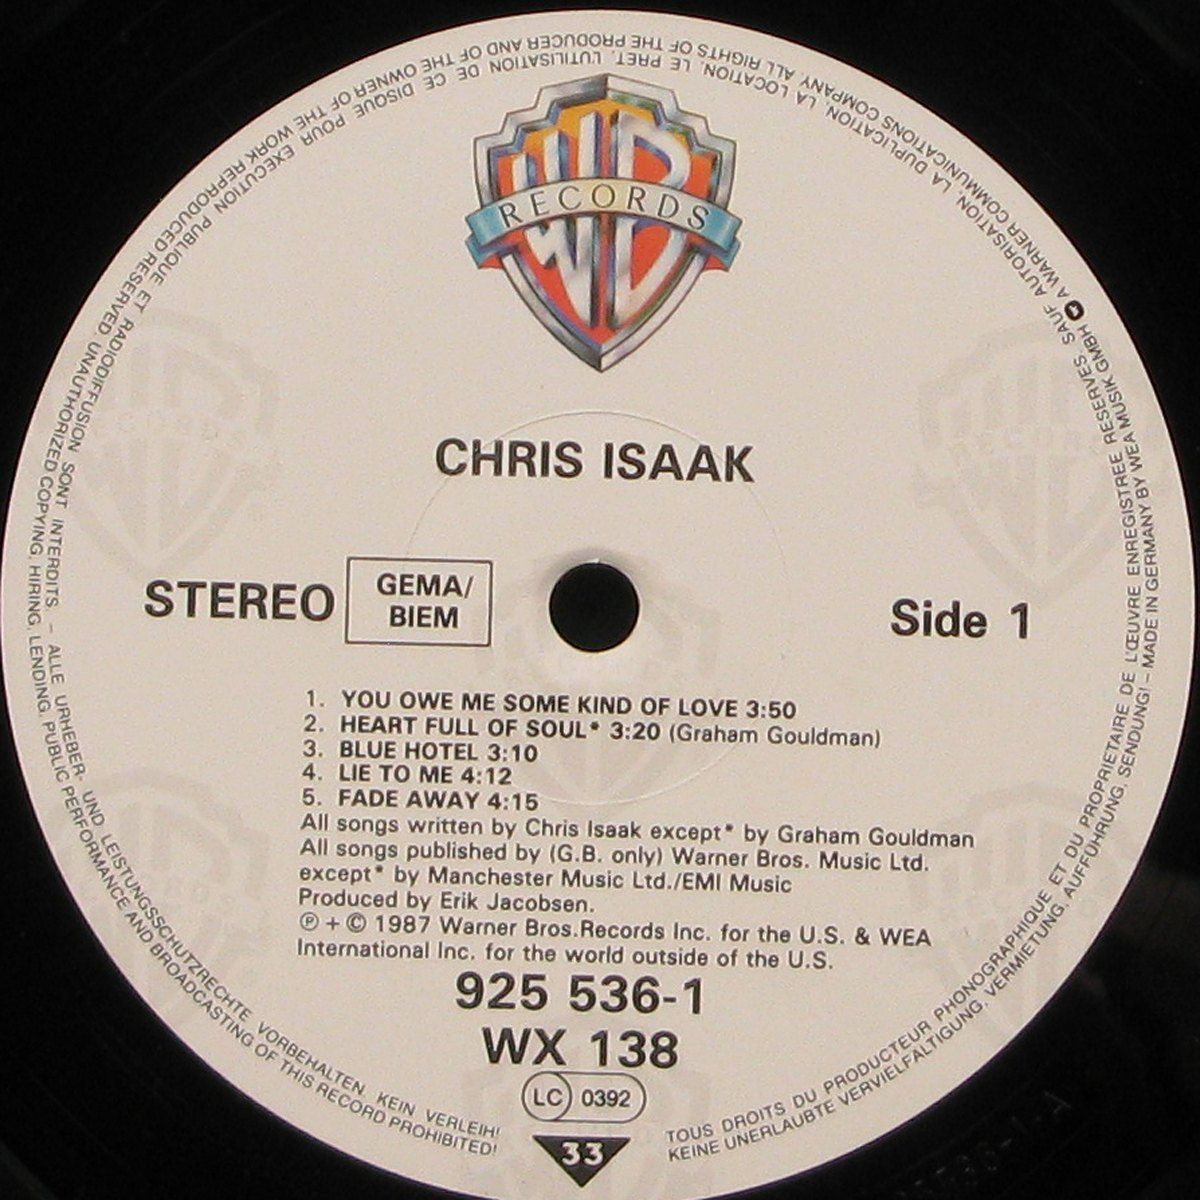 RECORDS
CHRIS ISAAK
STEREO
GEMA/
BIEM
Side 1
1. YOU OWE ME SOME KIND OF LOVE 3:50
2. HEART FULL OF SOUL* 3:20 (Graham Gouldman)
3. BLUE HOTEL 3:10
4. LIE TO ME 4:12
5. FADE AWAY 4:15
All songs written by Chris Isaak except* by Graham Gouldman
All songs published by (G.B. only) Warner Bros. Music Ltd.
except* by Manchester Music Ltd./EMI Music
Produced by Erik Jacobsen.
℗ + © 1987 Warner Bros.Records Inc. for the U.S. & WEA
International Inc. for the world outside of the U.S.
925 536-1
WX 138
LC 0392
33
TOUS DROITS DU PRODUCTEUR PHONOGRAPHIQUE ET DU PROPRIETAIRE DE L'ŒUVRE ENREGISTREE RESERVES SAUF AUTORISATION, LA DUPLICATION, LA LOCATION, LE PRET, L'UTILISATION DE CE DISQUE POUR EXECUTION PUBLIQUE ET RADIODIFFUSION SONT INTERDITS. – ALLE URHEBER- UND LEISTUNGSSCHUTZRECHTE VORBEHALTEN. KEIN VERLEIH!
KEINE UNERLAUBTE VERVIELFÄLTIGUNG, VERMIETUNG, AUFFÜHRUNG, SENDUNG! – MADE IN GERMANY BY WEA MUSIK GMBH A WARNER COMMUNICATIONS COMPANY. ALL RIGHTS OF THE PRODUCER AND OF THE OWNER OF THE WORK REPRODUCED RESERVED. UNAUTHORIZED COPYING, HIRING, LENDING, PUBLIC PERFORMANCE AND BROADCASTING OF THIS RECORD PROHIBITED!